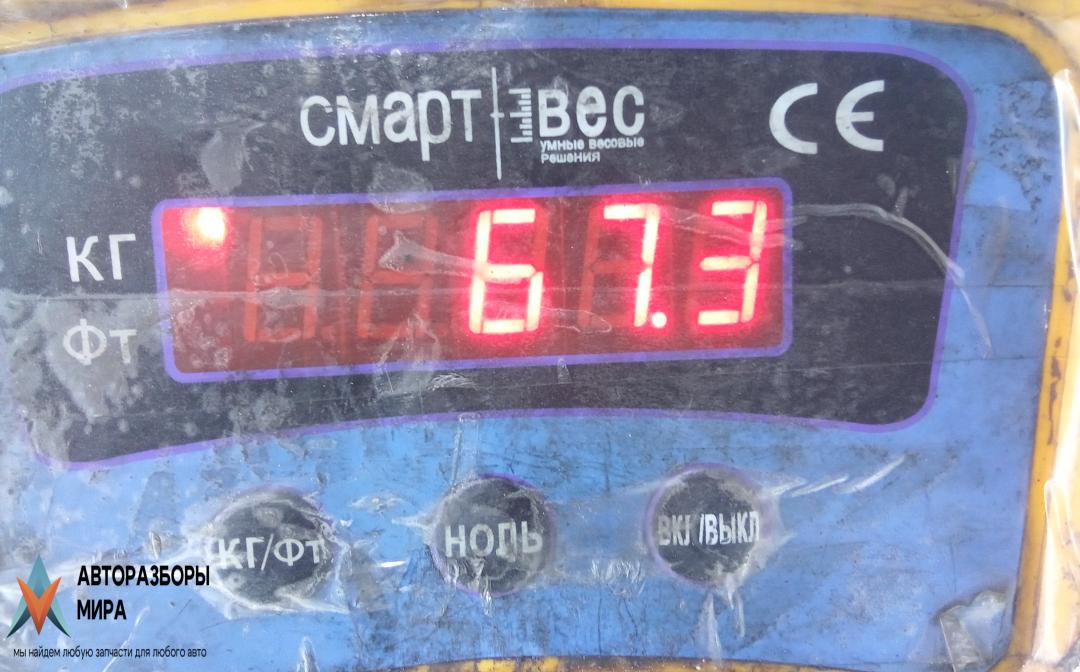 смарт вес
умные весовые
решения
CE
КГ
67.3
Фт
КГ/Фт
НОЛЬ
ВКЛ/ВЫКЛ
АВТОРАЗБОРЫ
МИРА
мы найдем любую запчасти для любого авто